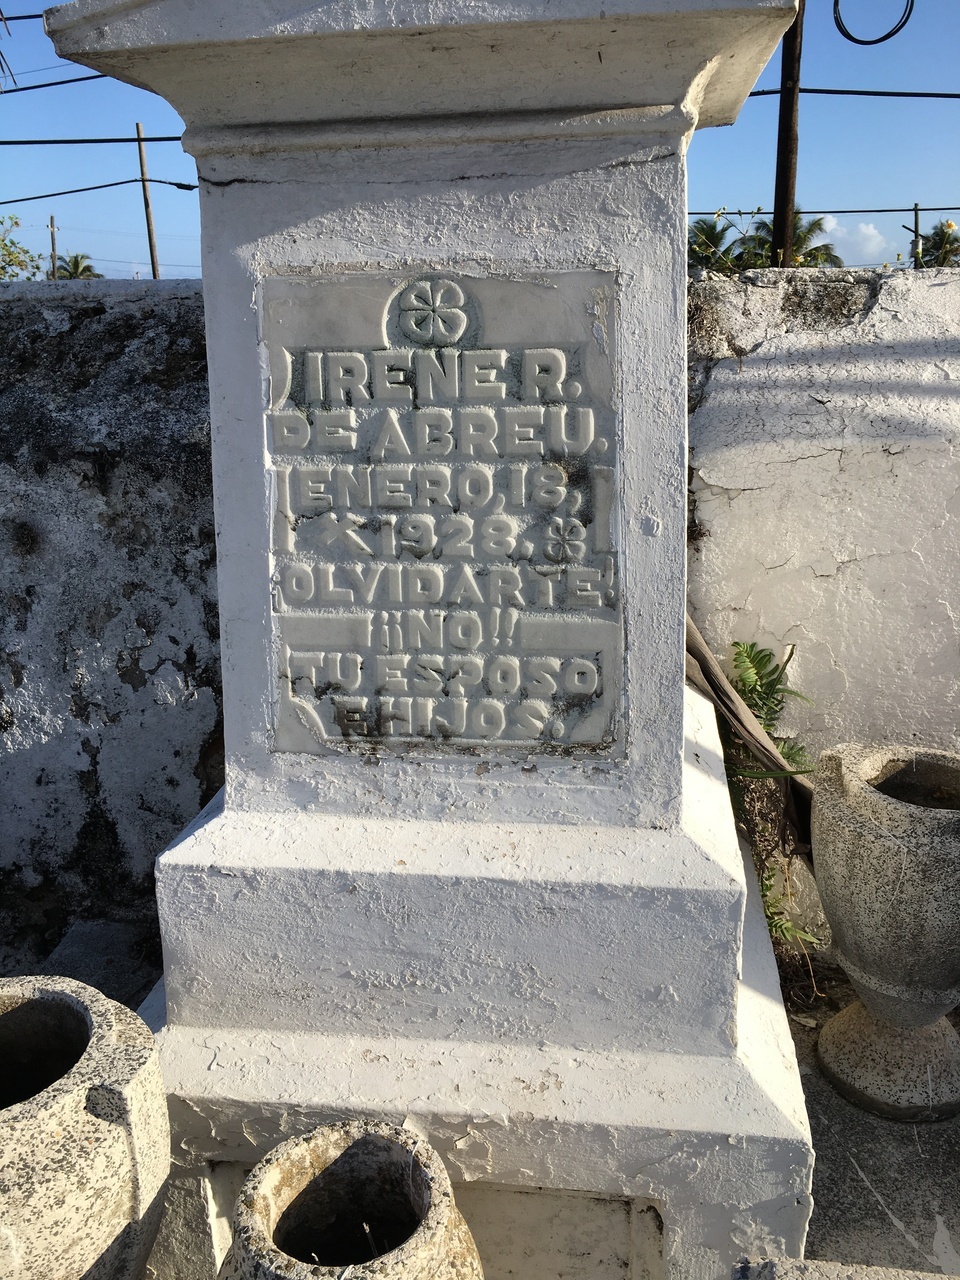 IRENE R.
DE ABREU.
ENERO, 18,
1928.
OLVIDARTE!
¡¡NO!!
TU ESPOSO
E HIJOS.